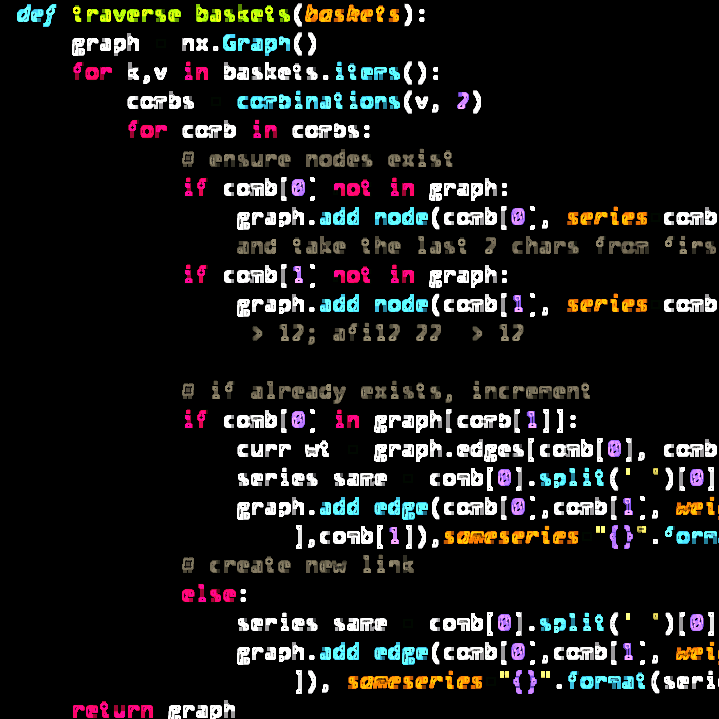 def traverse baskets(baskets):
graph nx.Graph()
for k,v in baskets.items():
combs combinations(v, 2)
for comb in combs:
# ensure nodes exist
if comb[0] not in graph:
graph.add node(comb[0], series comb
and take the last 2 chars from firs
if comb[1] not in graph:
graph.add node(comb[1], series comb
> 12; afi12 22 > 12
# if already exists, increment
if comb[0] in graph[comb[1]]:
curr wt graph.edges[comb[0], comb
series same comb[0].split(' ')[0]
graph.add edge(comb[0],comb[1], wei
],comb[1]),sameseries "{}".form
# create new link
else:
series same comb[0].split(' ')[0]
graph.add edge(comb[0],comb[1], wei
]), sameseries "{}".format(seri
return graph